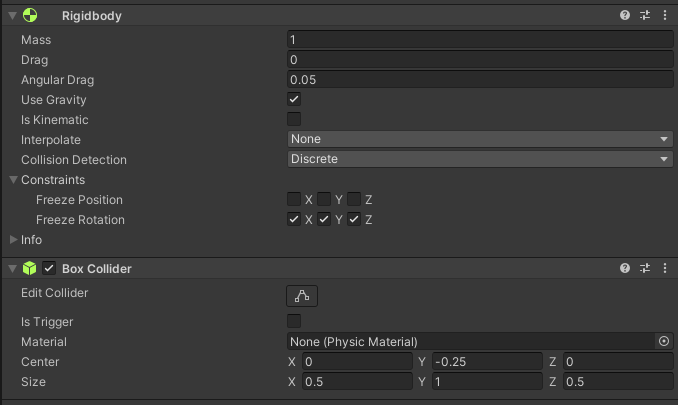 Rigidbody
Mass 1
Drag 0
Angular Drag 0.05
Use Gravity
Is Kinematic
Interpolate None
Collision Detection Discrete
Constraints
Freeze Position X Y Z
Freeze Rotation X Y Z
Info
Box Collider
Edit Collider
Is Trigger
Material None (Physic Material)
Center X 0 Y -0.25 Z 0
Size X 0.5 Y 1 Z 0.5